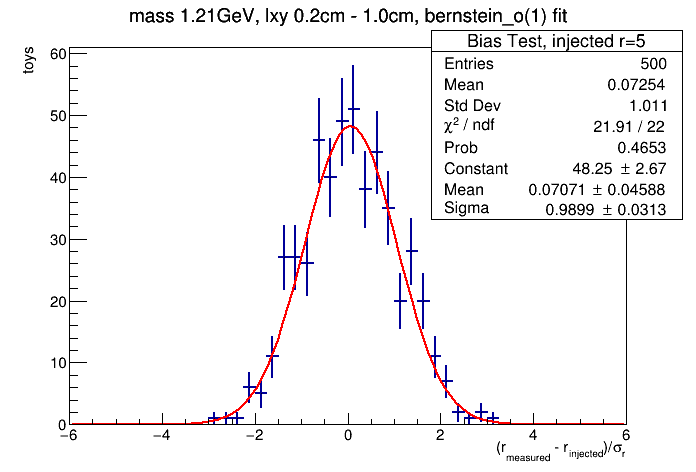 mass 1.21GeV, lxy 0.2cm - 1.0cm, bernstein_o(1) fit
Bias Test, injected r=5
Entries 500
Mean 0.07254
Std Dev 1.011
χ² / ndf 21.91 / 22
Prob 0.4653
Constant 48.25 ± 2.67
Mean 0.07071 ± 0.04588
Sigma 0.9899 ± 0.0313
toys
60
50
40
30
20
10
0
−6 −4 −2 0 2 4 6
(r_measured - r_injected)/σ_r